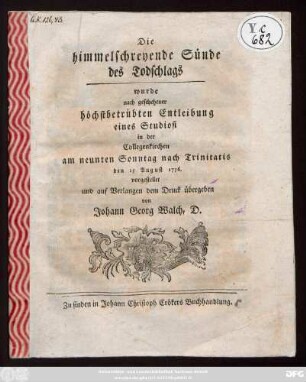 Die
himmelschreyende Sünde
des Todschlags
wurde
nach geschehener
höchstbetrübten Entleibung
eines Studiosi
in der
Collegenkirchen
am neunten Sonntag nach Trinitatis
den 15 August 1776.
vorgestellet
und auf Verlangen dem Druck übergeben
von
Johann Georg Walch, D.
Zu finden in Johann Christoph Crökers Buchhandlung.
Y c
682